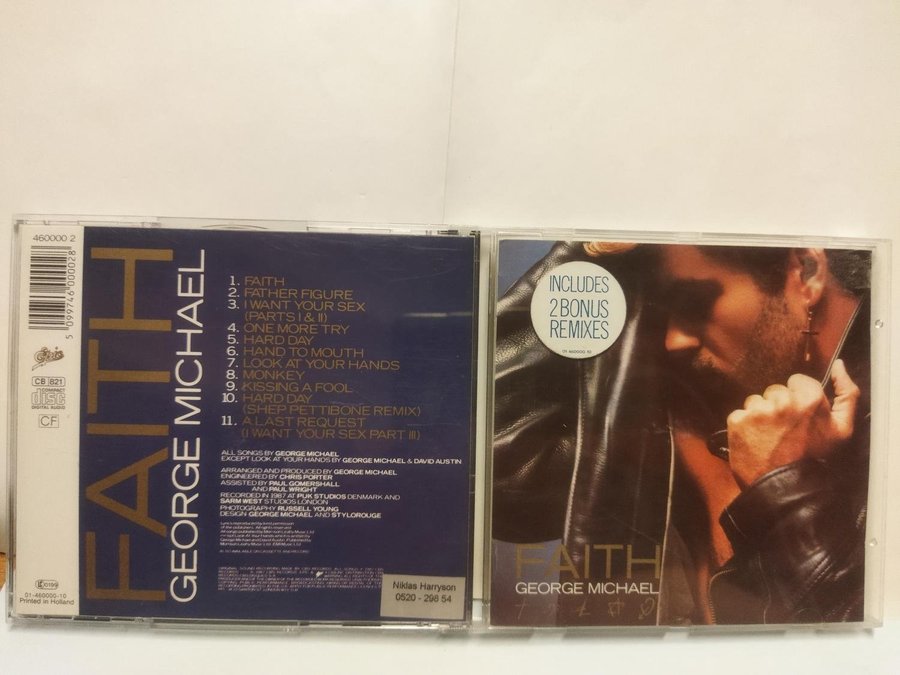 460000 2
5 099746 000028
Epic
CB 821
COMPACT
disc
DIGITAL AUDIO
CF
01-460000-10
Printed in Holland
FAITH
GEORGE MICHAEL
1. FAITH
2. FATHER FIGURE
3. I WANT YOUR SEX
(PARTS I & II)
4. ONE MORE TRY
5. HARD DAY
6. HAND TO MOUTH
7. LOOK AT YOUR HANDS
8. MONKEY
9. KISSING A FOOL
10. HARD DAY
(SHEP PETTIBONE REMIX)
11. A LAST REQUEST
(I WANT YOUR SEX PART III)
ALL SONGS BY GEORGE MICHAEL
EXCEPT LOOK AT YOUR HANDS BY GEORGE MICHAEL & DAVID AUSTIN
ARRANGED AND PRODUCED BY GEORGE MICHAEL
ENGINEERED BY CHRIS PORTER
ASSISTED BY PAUL GOMERSHALL
AND PAUL WRIGHT
RECORDED IN 1987 AT PUK STUDIOS DENMARK AND
SARM WEST STUDIOS LONDON
PHOTOGRAPHY RUSSELL YOUNG
DESIGN GEORGE MICHAEL AND STYLOROUGE
Niklas Harryson
0520 - 298 54
INCLUDES
2 BONUS
REMIXES
01 460000 10
FAITH
GEORGE MICHAEL